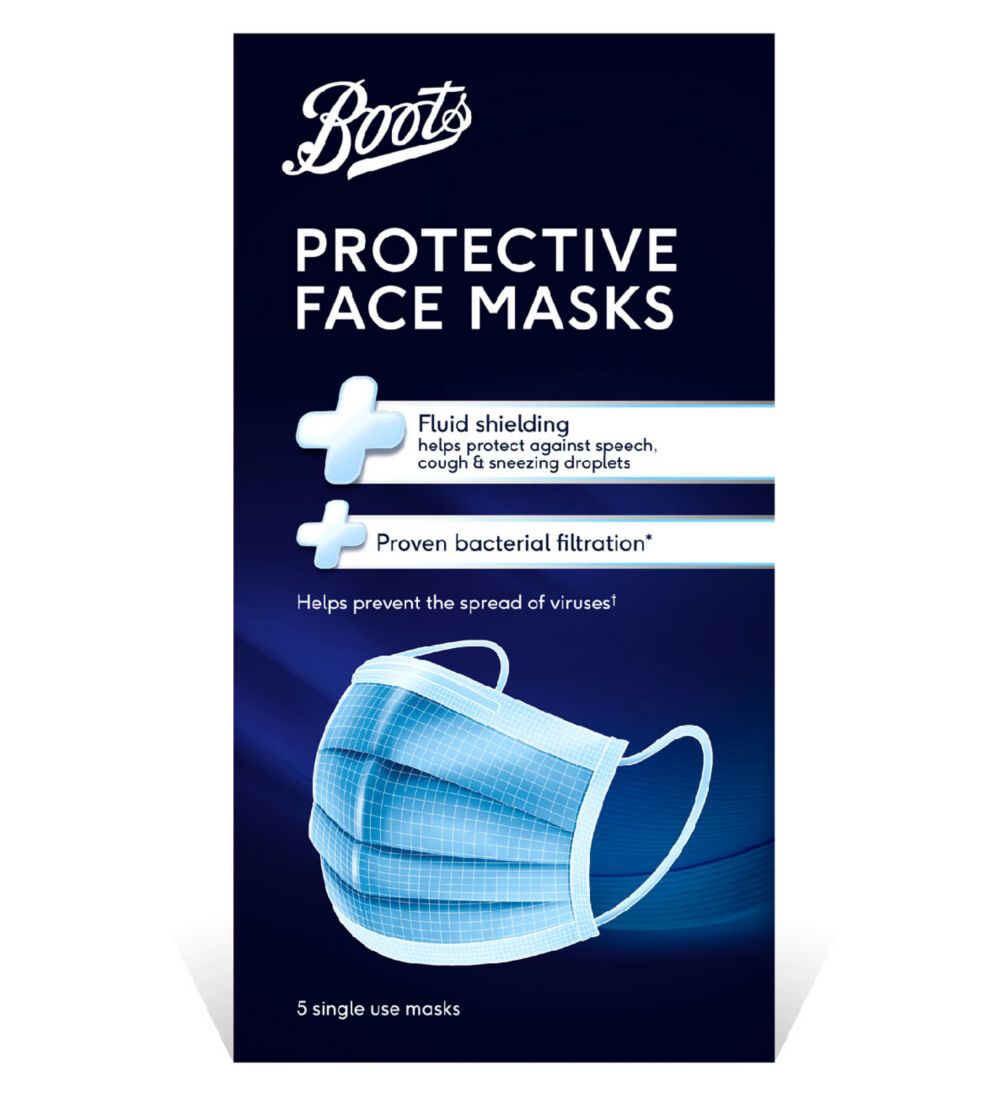 Boots
PROTECTIVE
FACE MASKS
Fluid shielding
helps protect against speech,
cough & sneezing droplets
Proven bacterial filtration*
Helps prevent the spread of viruses†
5 single use masks